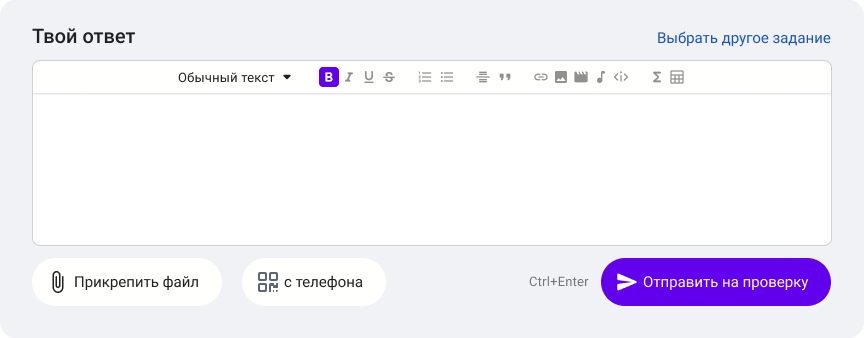 Твой ответ
Выбрать другое задание
Обычный текст B I U S
Прикрепить файл
с телефона
Ctrl+Enter
Отправить на проверку